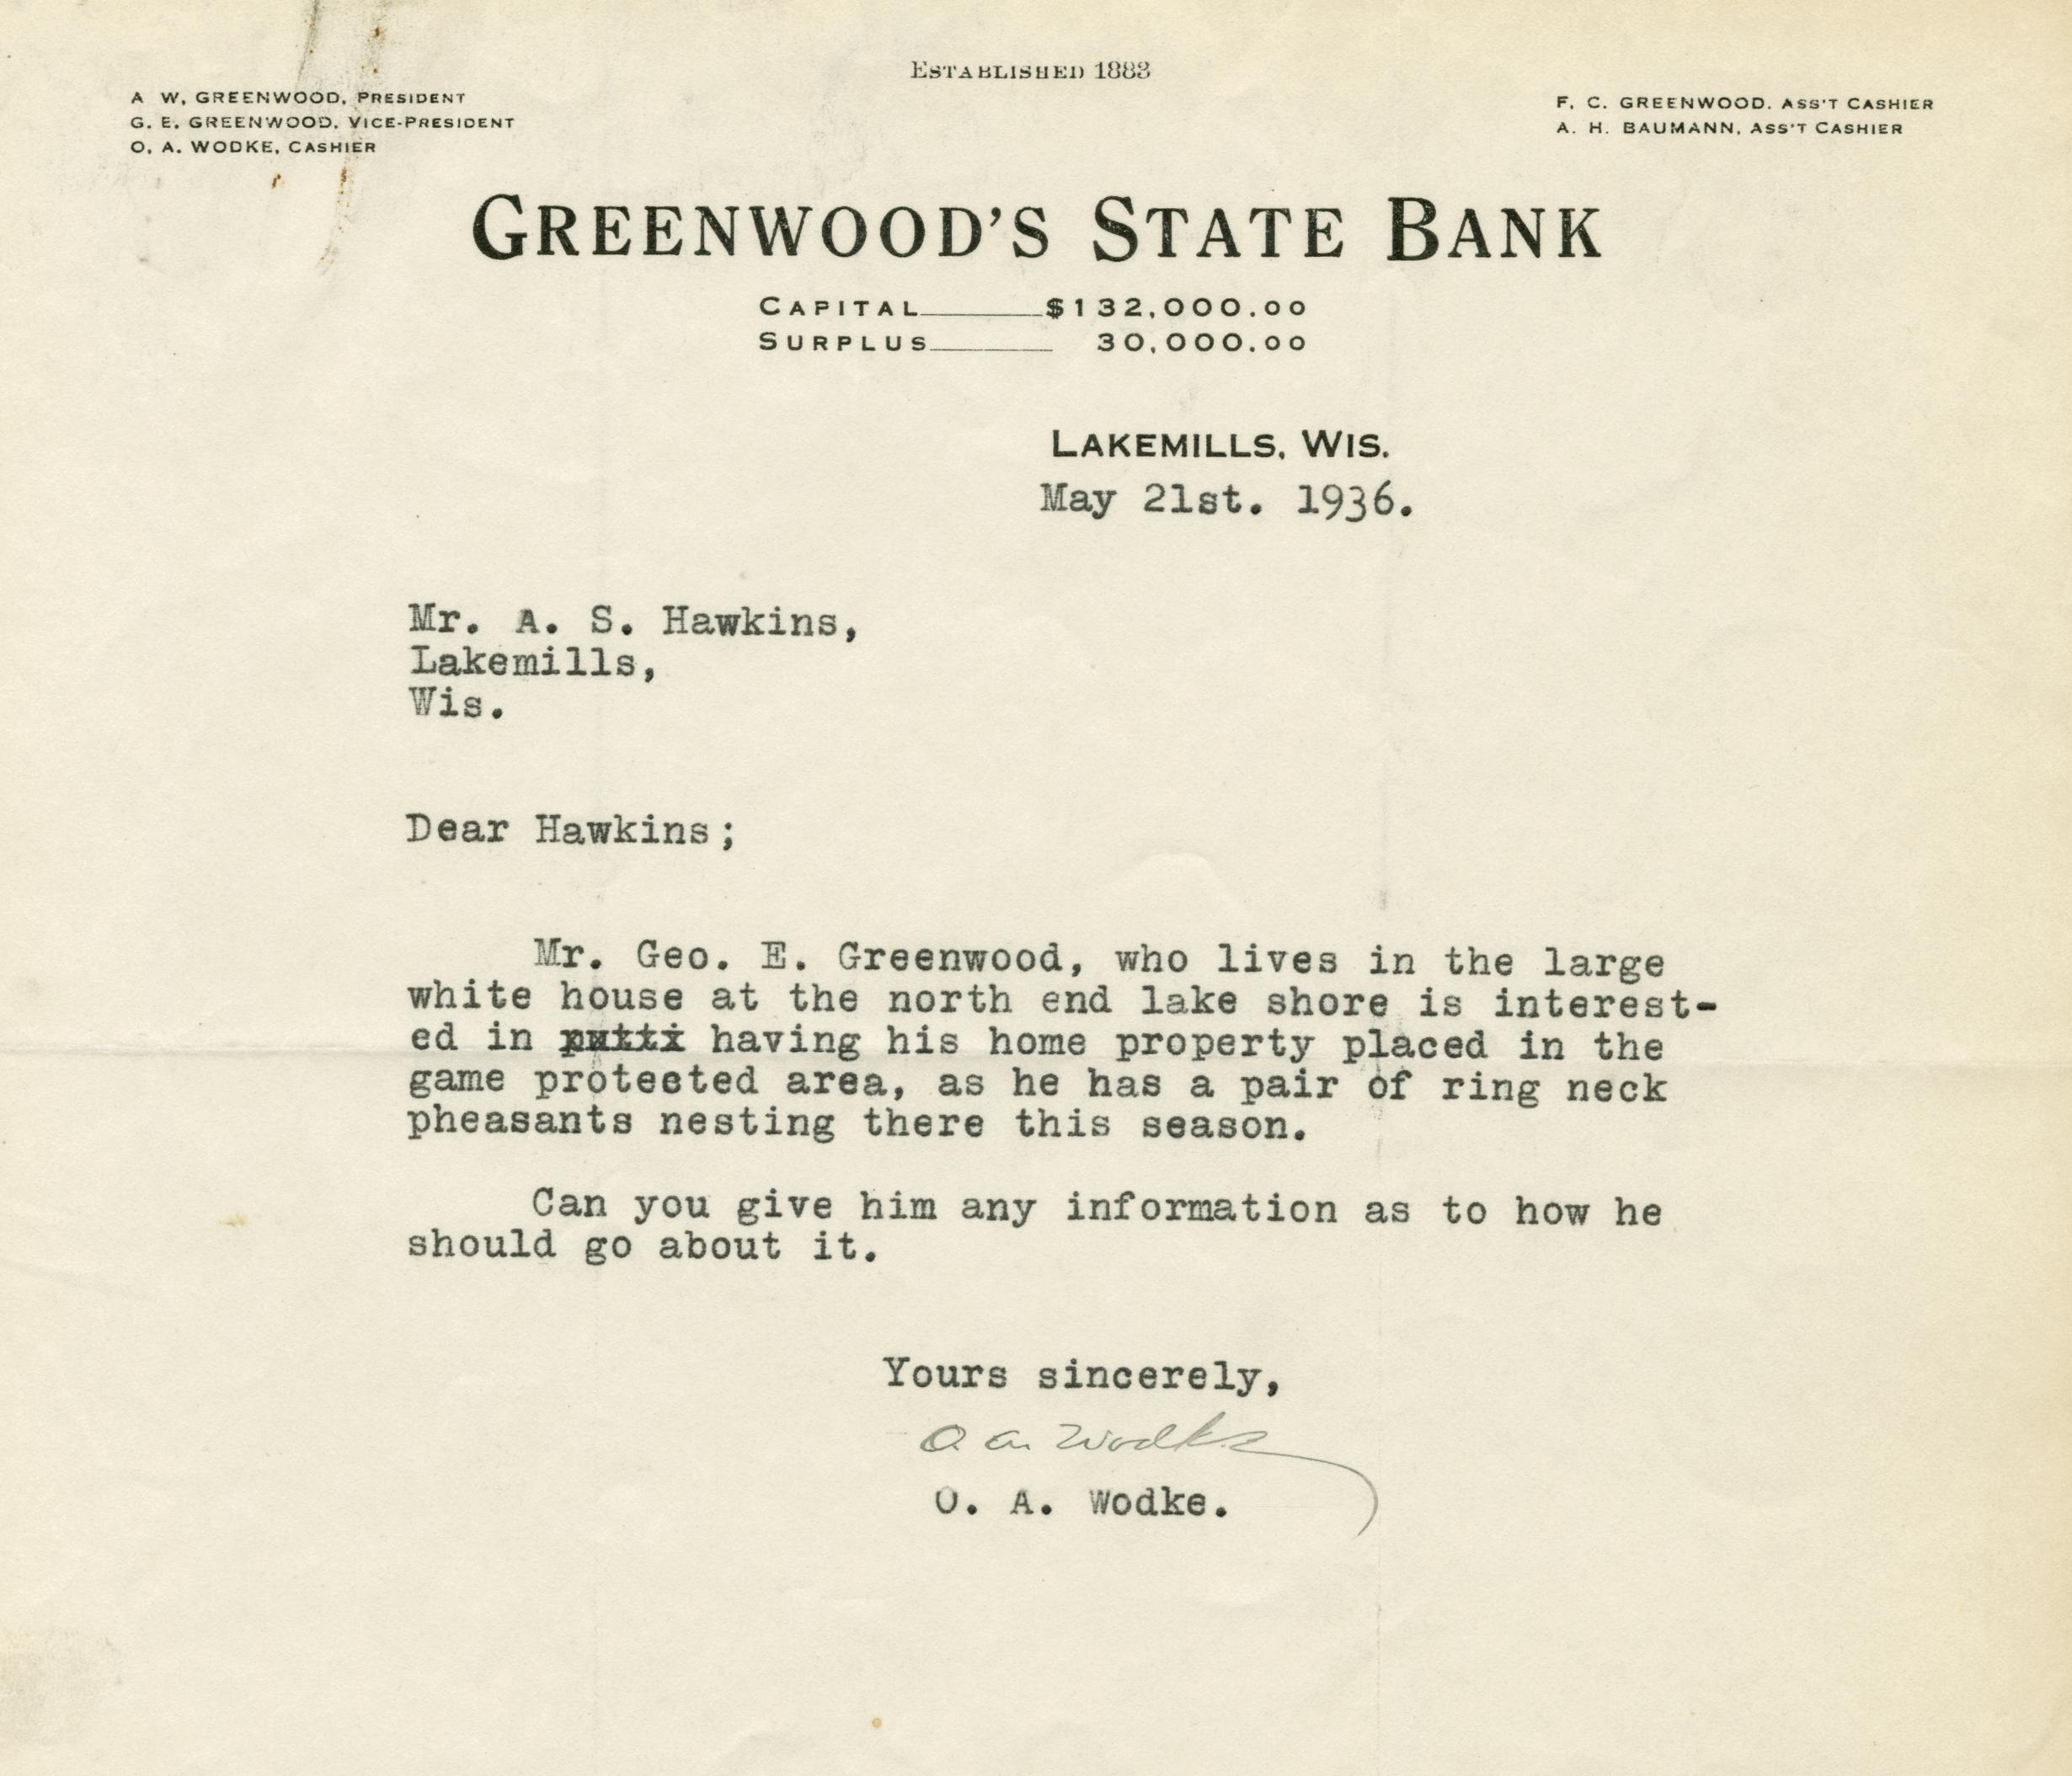 ESTABLISHED 1883
A W. GREENWOOD, PRESIDENT
G. E. GREENWOOD, VICE-PRESIDENT
O. A. WODKE, CASHIER
F. C. GREENWOOD. ASS'T CASHIER
A. H. BAUMANN, ASS'T CASHIER
GREENWOOD'S STATE BANK
CAPITAL $132,000.00
SURPLUS 30,000.00
LAKEMILLS, WIS.
May 21st. 1936.
Mr. A. S. Hawkins,
Lakemills,
Wis.
Dear Hawkins;
Mr. Geo. E. Greenwood, who lives in the large
white house at the north end lake shore is interest-
ed in having his home property placed in the
game protected area, as he has a pair of ring neck
pheasants nesting there this season.
Can you give him any information as to how he
should go about it.
Yours sincerely,
O. A. Wodke
O. A. Wodke.